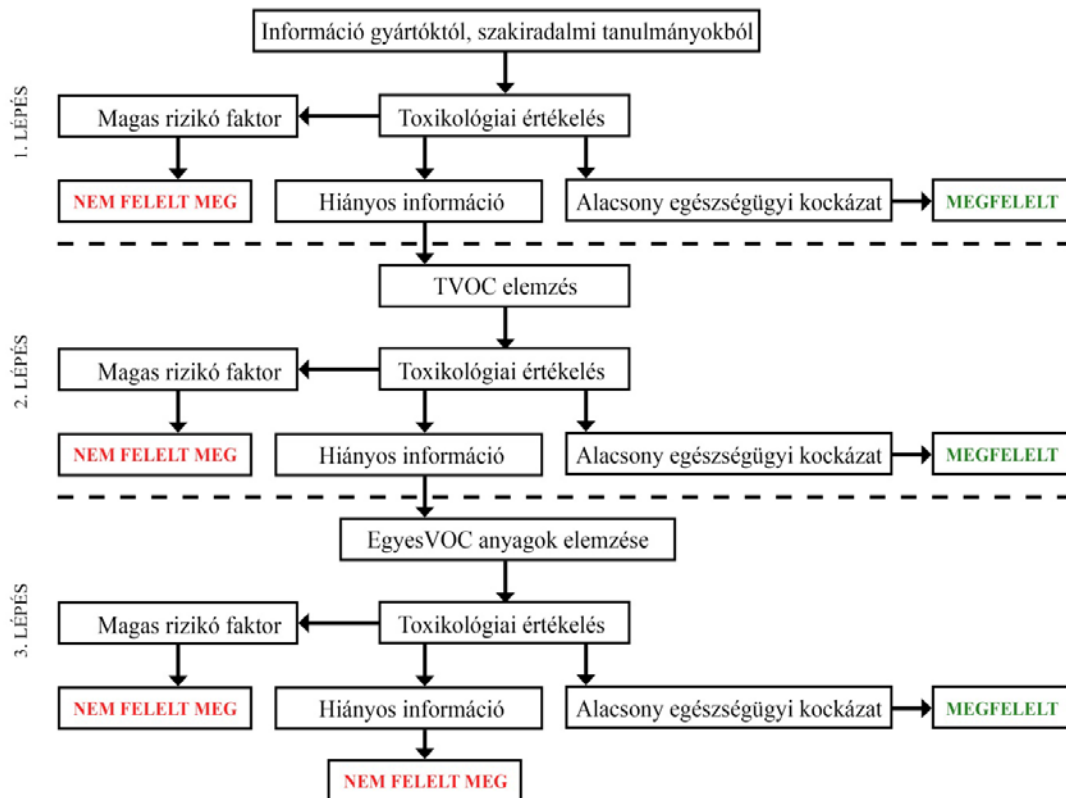 Információ gyártóktól, szakiradalmi tanulmányokból
1. LÉPÉS
Magas rizikó faktor
Toxikológiai értékelés
NEM FELELT MEG
Hiányos információ
Alacsony egészségügyi kockázat
MEGFELELT
TVOC elemzés
2. LÉPÉS
Magas rizikó faktor
Toxikológiai értékelés
NEM FELELT MEG
Hiányos információ
Alacsony egészségügyi kockázat
MEGFELELT
EgyesVOC anyagok elemzése
3. LÉPÉS
Magas rizikó faktor
Toxikológiai értékelés
NEM FELELT MEG
Hiányos információ
Alacsony egészségügyi kockázat
MEGFELELT
NEM FELELT MEG